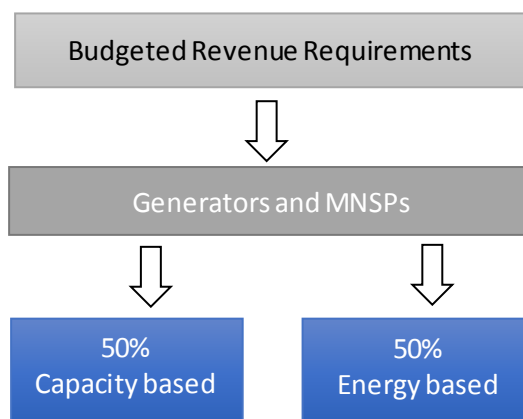 Budgeted Revenue Requirements
Generators and MNSPs
50%
Capacity based
50%
Energy based